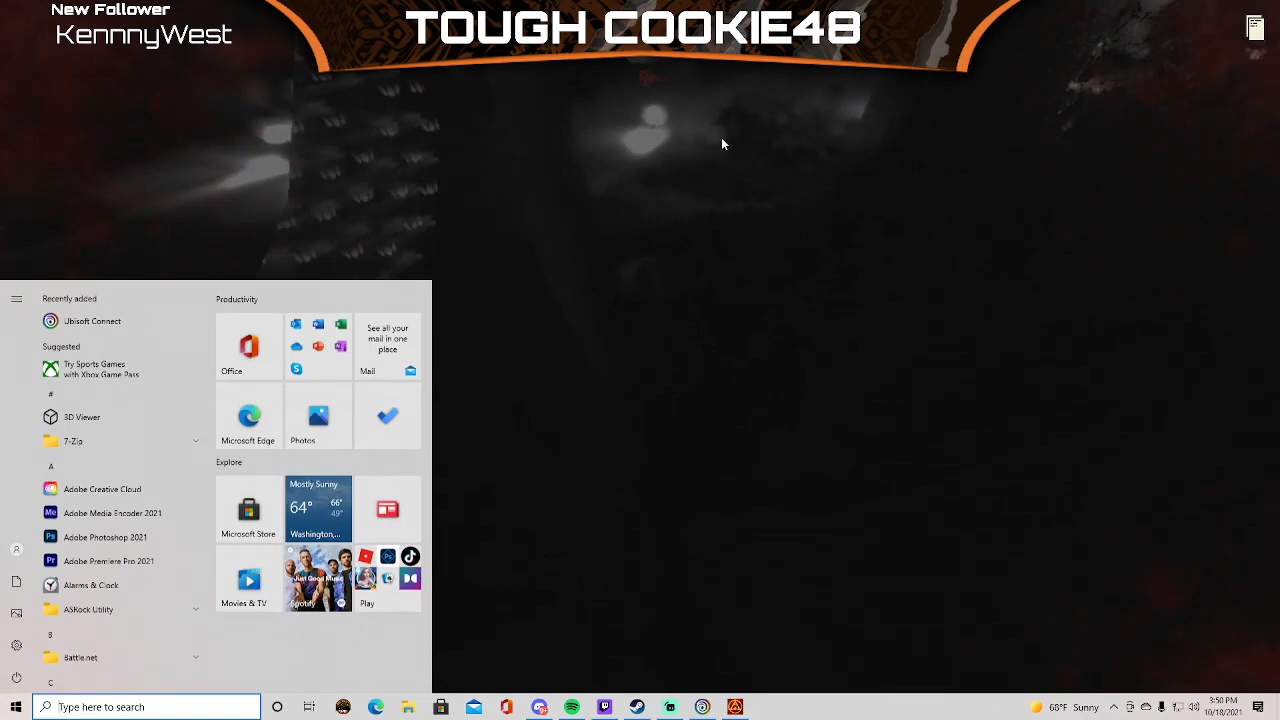 New Follower
KennnyWest
TOUGH COOKIE48
Recently added
Ubisoft Connect
Suggested
Try Sports Games
with Xbox Game Pass
#
3D Viewer
7-Zip
A
Adobe Creative Cloud
Adobe Media Encoder 2021
Adobe Photoshop 2021
Adobe Premiere Pro 2021
Alarms & Clock
ASRock Utility
B
Battle.net
C
Productivity
Office
See all your
mail in one
place
Mail
Microsoft Edge
Photos
Explore
Microsoft Store
Mostly Sunny
64°
66°
49°
Washington,...
Movies & TV
Just Good Music
Spotify
Play
Type here to search
66°F Sunny
3:50 PM
10/18/2021